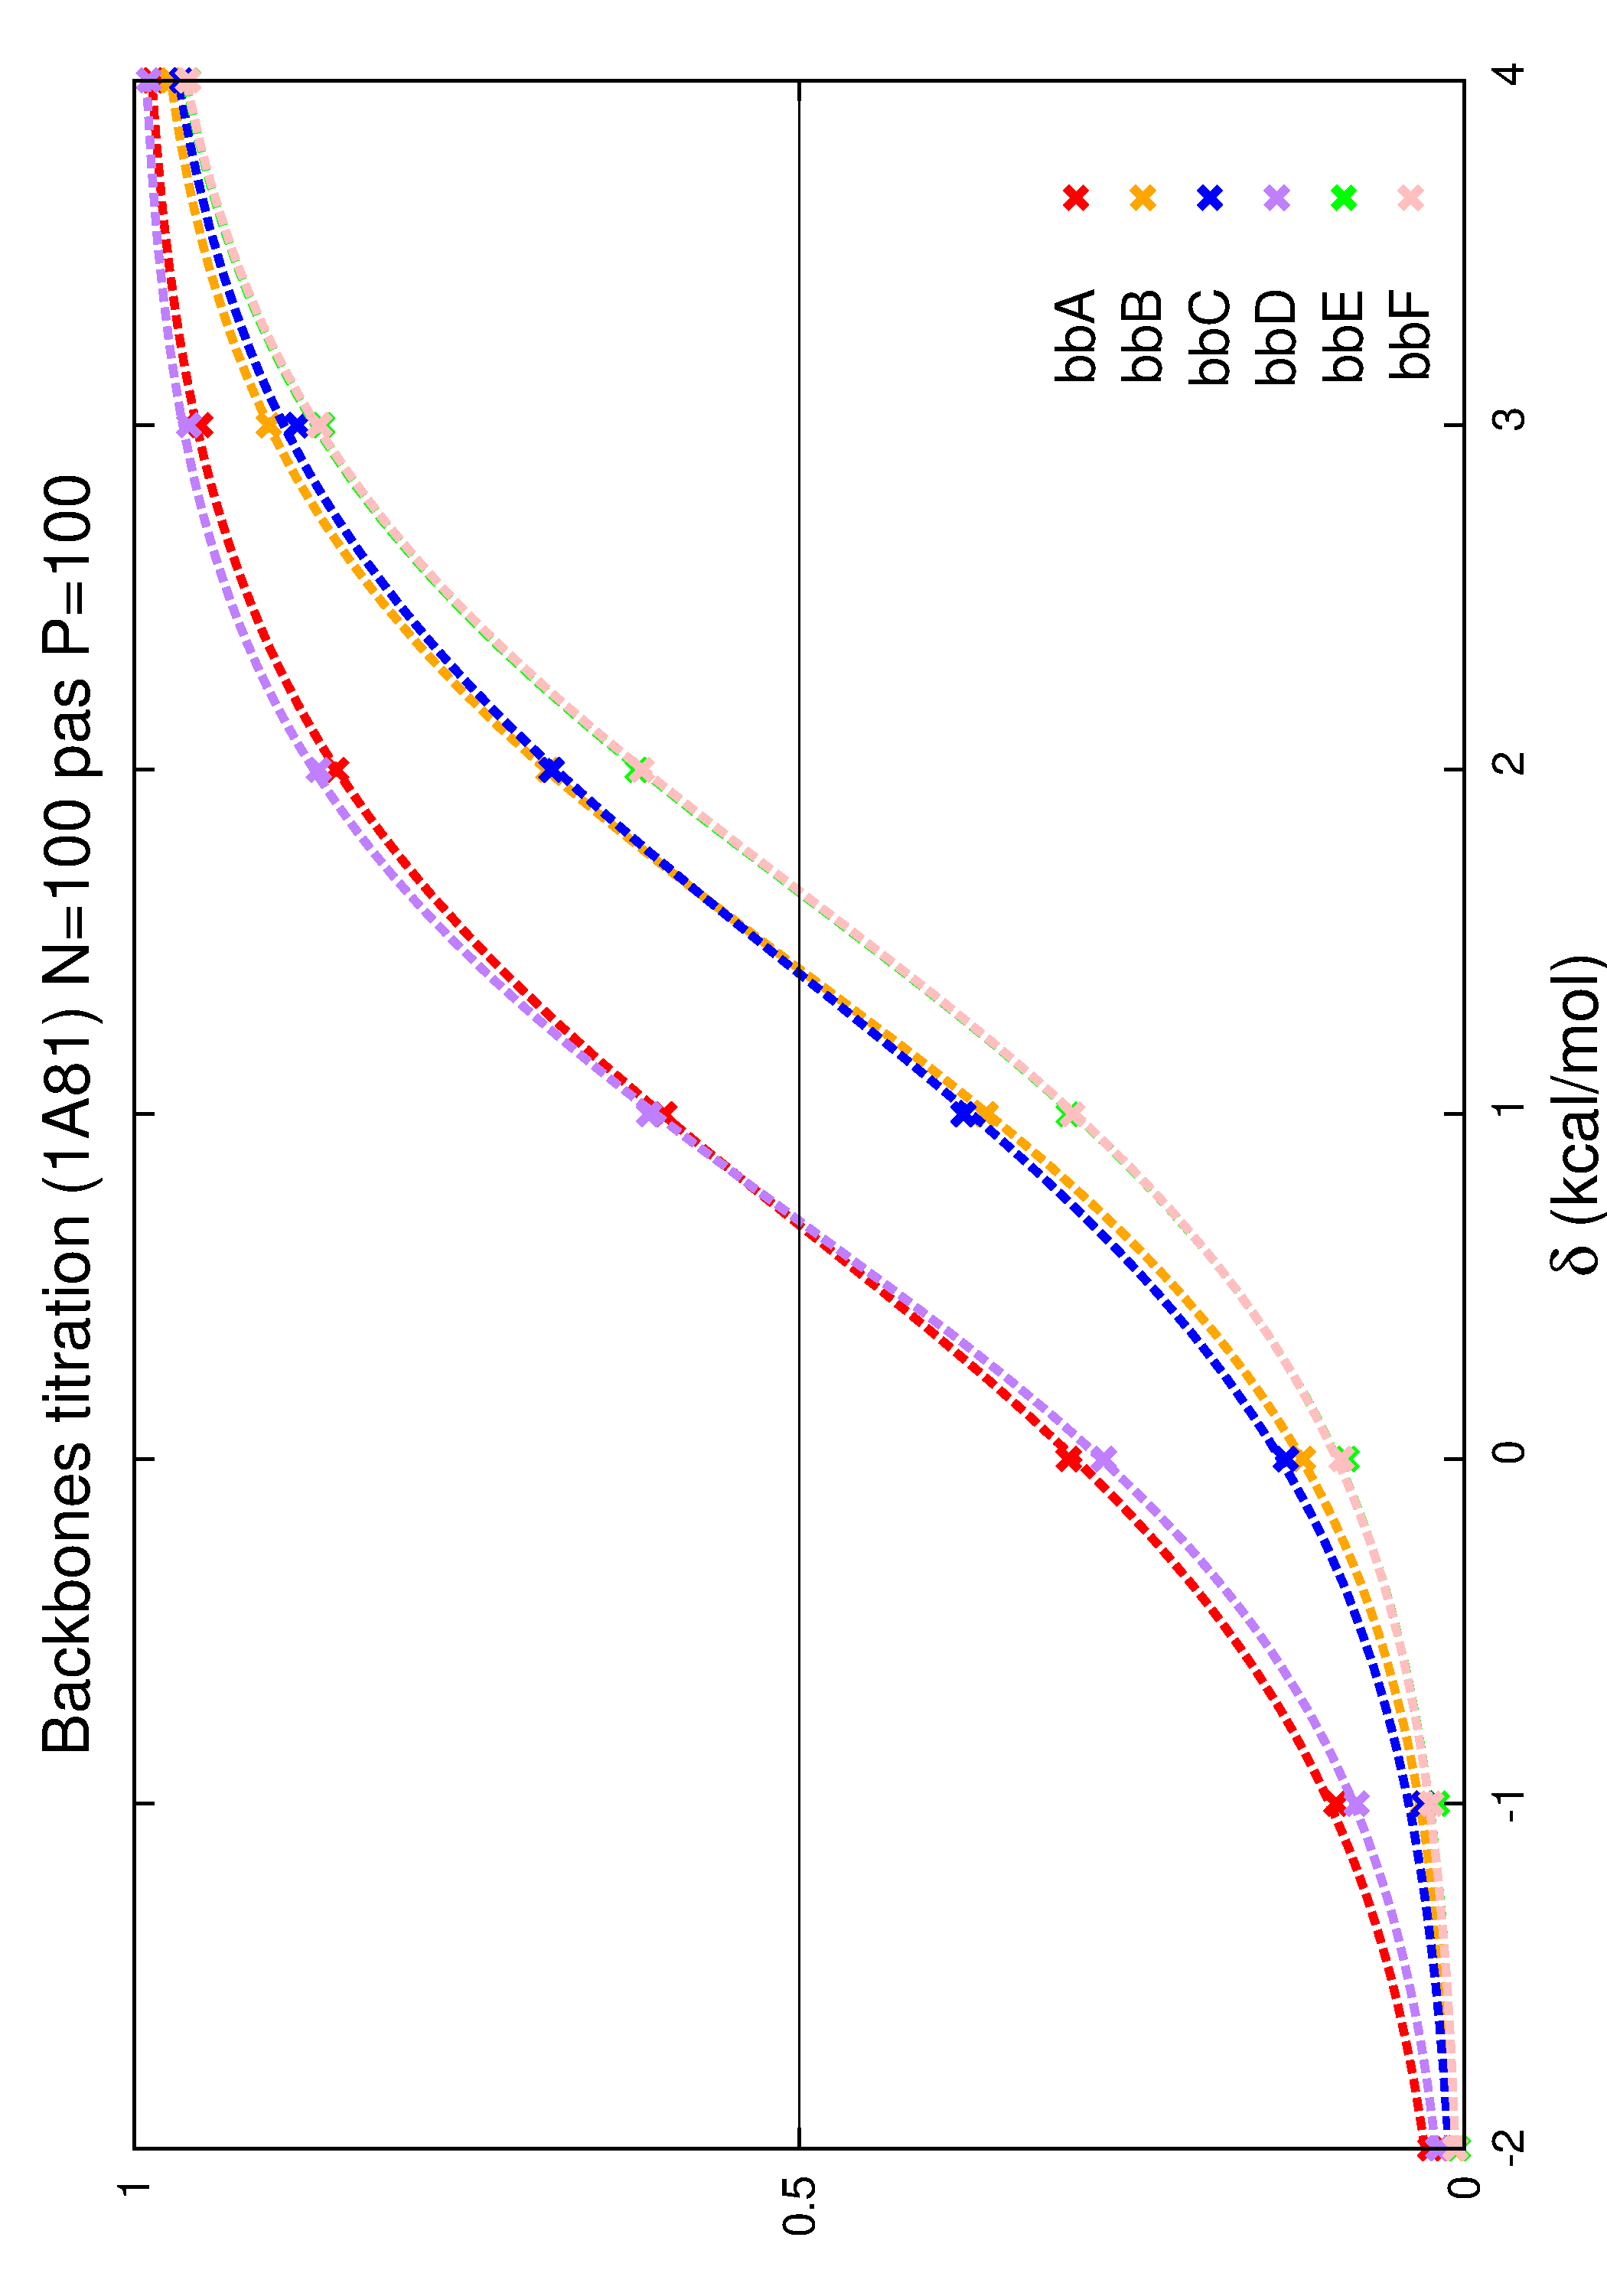 Backbones titration (1A81) N=100 pas P=100
1
0.5
0
-2
-1
0
1
2
3
4
δ (kcal/mol)
bbA
bbB
bbC
bbD
bbE
bbF